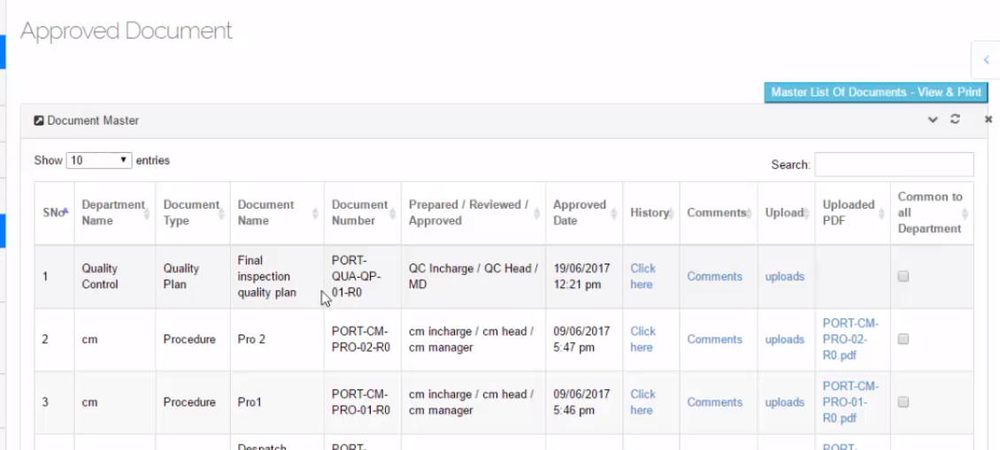 Approved Document
Master List Of Documents - View & Print
Document Master
Show 10 entries
Search:
SNo
Department
Name
Document
Type
Document
Name
Document
Number
Prepared / Reviewed /
Approved
Approved
Date
History
Comments
Upload
Uploaded
PDF
Common to
all
Department
1
Quality
Control
Quality
Plan
Final
inspection
quality plan
PORT-
QUA-QP-
01-R0
QC Incharge / QC Head /
MD
19/06/2017
12:21 pm
Click
here
Comments
uploads
2
cm
Procedure
Pro 2
PORT-CM-
PRO-02-R0
cm incharge / cm head /
cm manager
09/06/2017
5:47 pm
Click
here
Comments
uploads
PORT-CM-
PRO-02-
R0.pdf
3
cm
Procedure
Pro1
PORT-CM-
PRO-01-R0
cm incharge / cm head /
cm manager
09/06/2017
5:46 pm
Click
here
Comments
uploads
PORT-CM-
PRO-01-
R0.pdf
Despatch
PORT-
PORT-